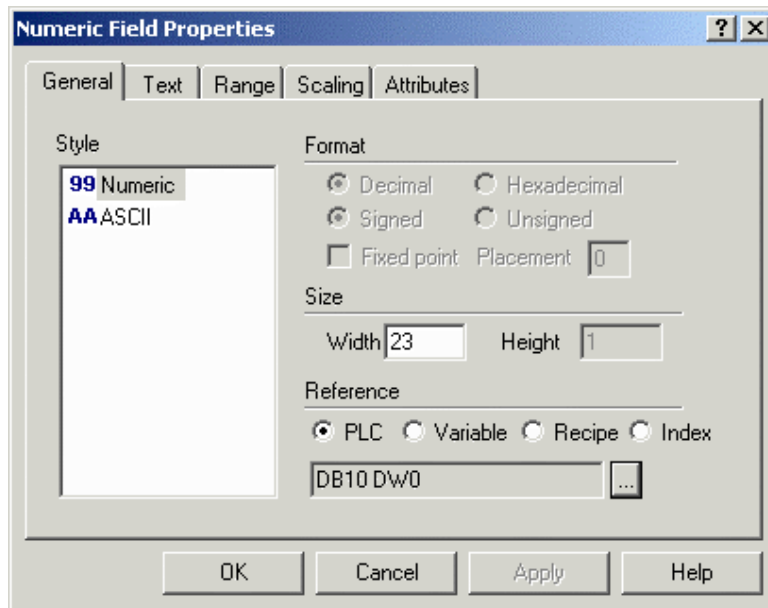 Numeric Field Properties
General Text Range Scaling Attributes
Style
99 Numeric
AA ASCII
Format
Decimal Hexadecimal
Signed Unsigned
Fixed point Placement 0
Size
Width 23 Height 1
Reference
PLC Variable Recipe Index
DB10 DW0 ...
OK Cancel Apply Help